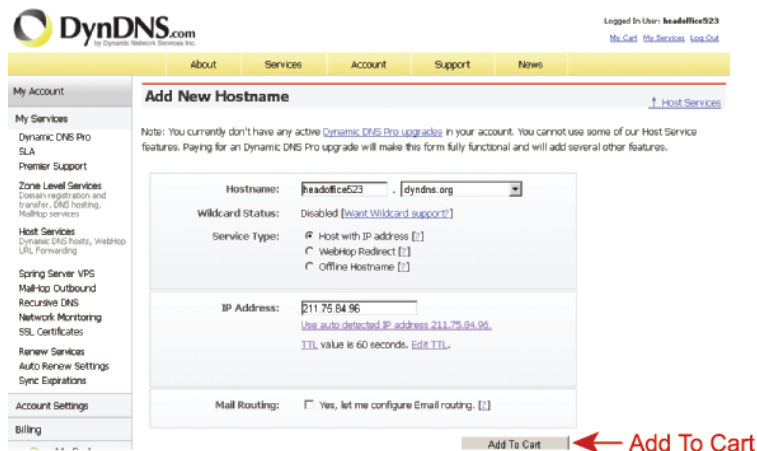 DynDNS.com
by Dynamic Network Services Inc.
Logged In User: headoffice523
My Cart My Services Log Out
About Services Account Support News
My Account
My Services
Dynamic DNS Pro
SLA
Premier Support
Zone Level Services
Domain registration and
transfer, DNS hosting,
MailHop services
Host Services
Dynamic DNS hosts, WebHop
URL Forwarding
Spring Server VPS
MailHop Outbound
Recursive DNS
Network Monitoring
SSL Certificates
Renew Services
Auto Renew Settings
Sync Expirations
Account Settings
Billing
Add New Hostname
↑ Host Services
Note: You currently don't have any active Dynamic DNS Pro upgrades in your account. You cannot use some of our Host Service
features. Paying for an Dynamic DNS Pro upgrade will make this form fully functional and will add several other features.
Hostname: headoffice523 . dyndns.org
Wildcard Status: Disabled [Want Wildcard support?]
Service Type: Host with IP address [?]
WebHop Redirect [?]
Offline Hostname [?]
IP Address: 211.75.84.96
Use auto detected IP address 211.75.84.96.
TTL value is 60 seconds. Edit TTL.
Mail Routing: Yes, let me configure Email routing. [?]
Add To Cart
Add To Cart